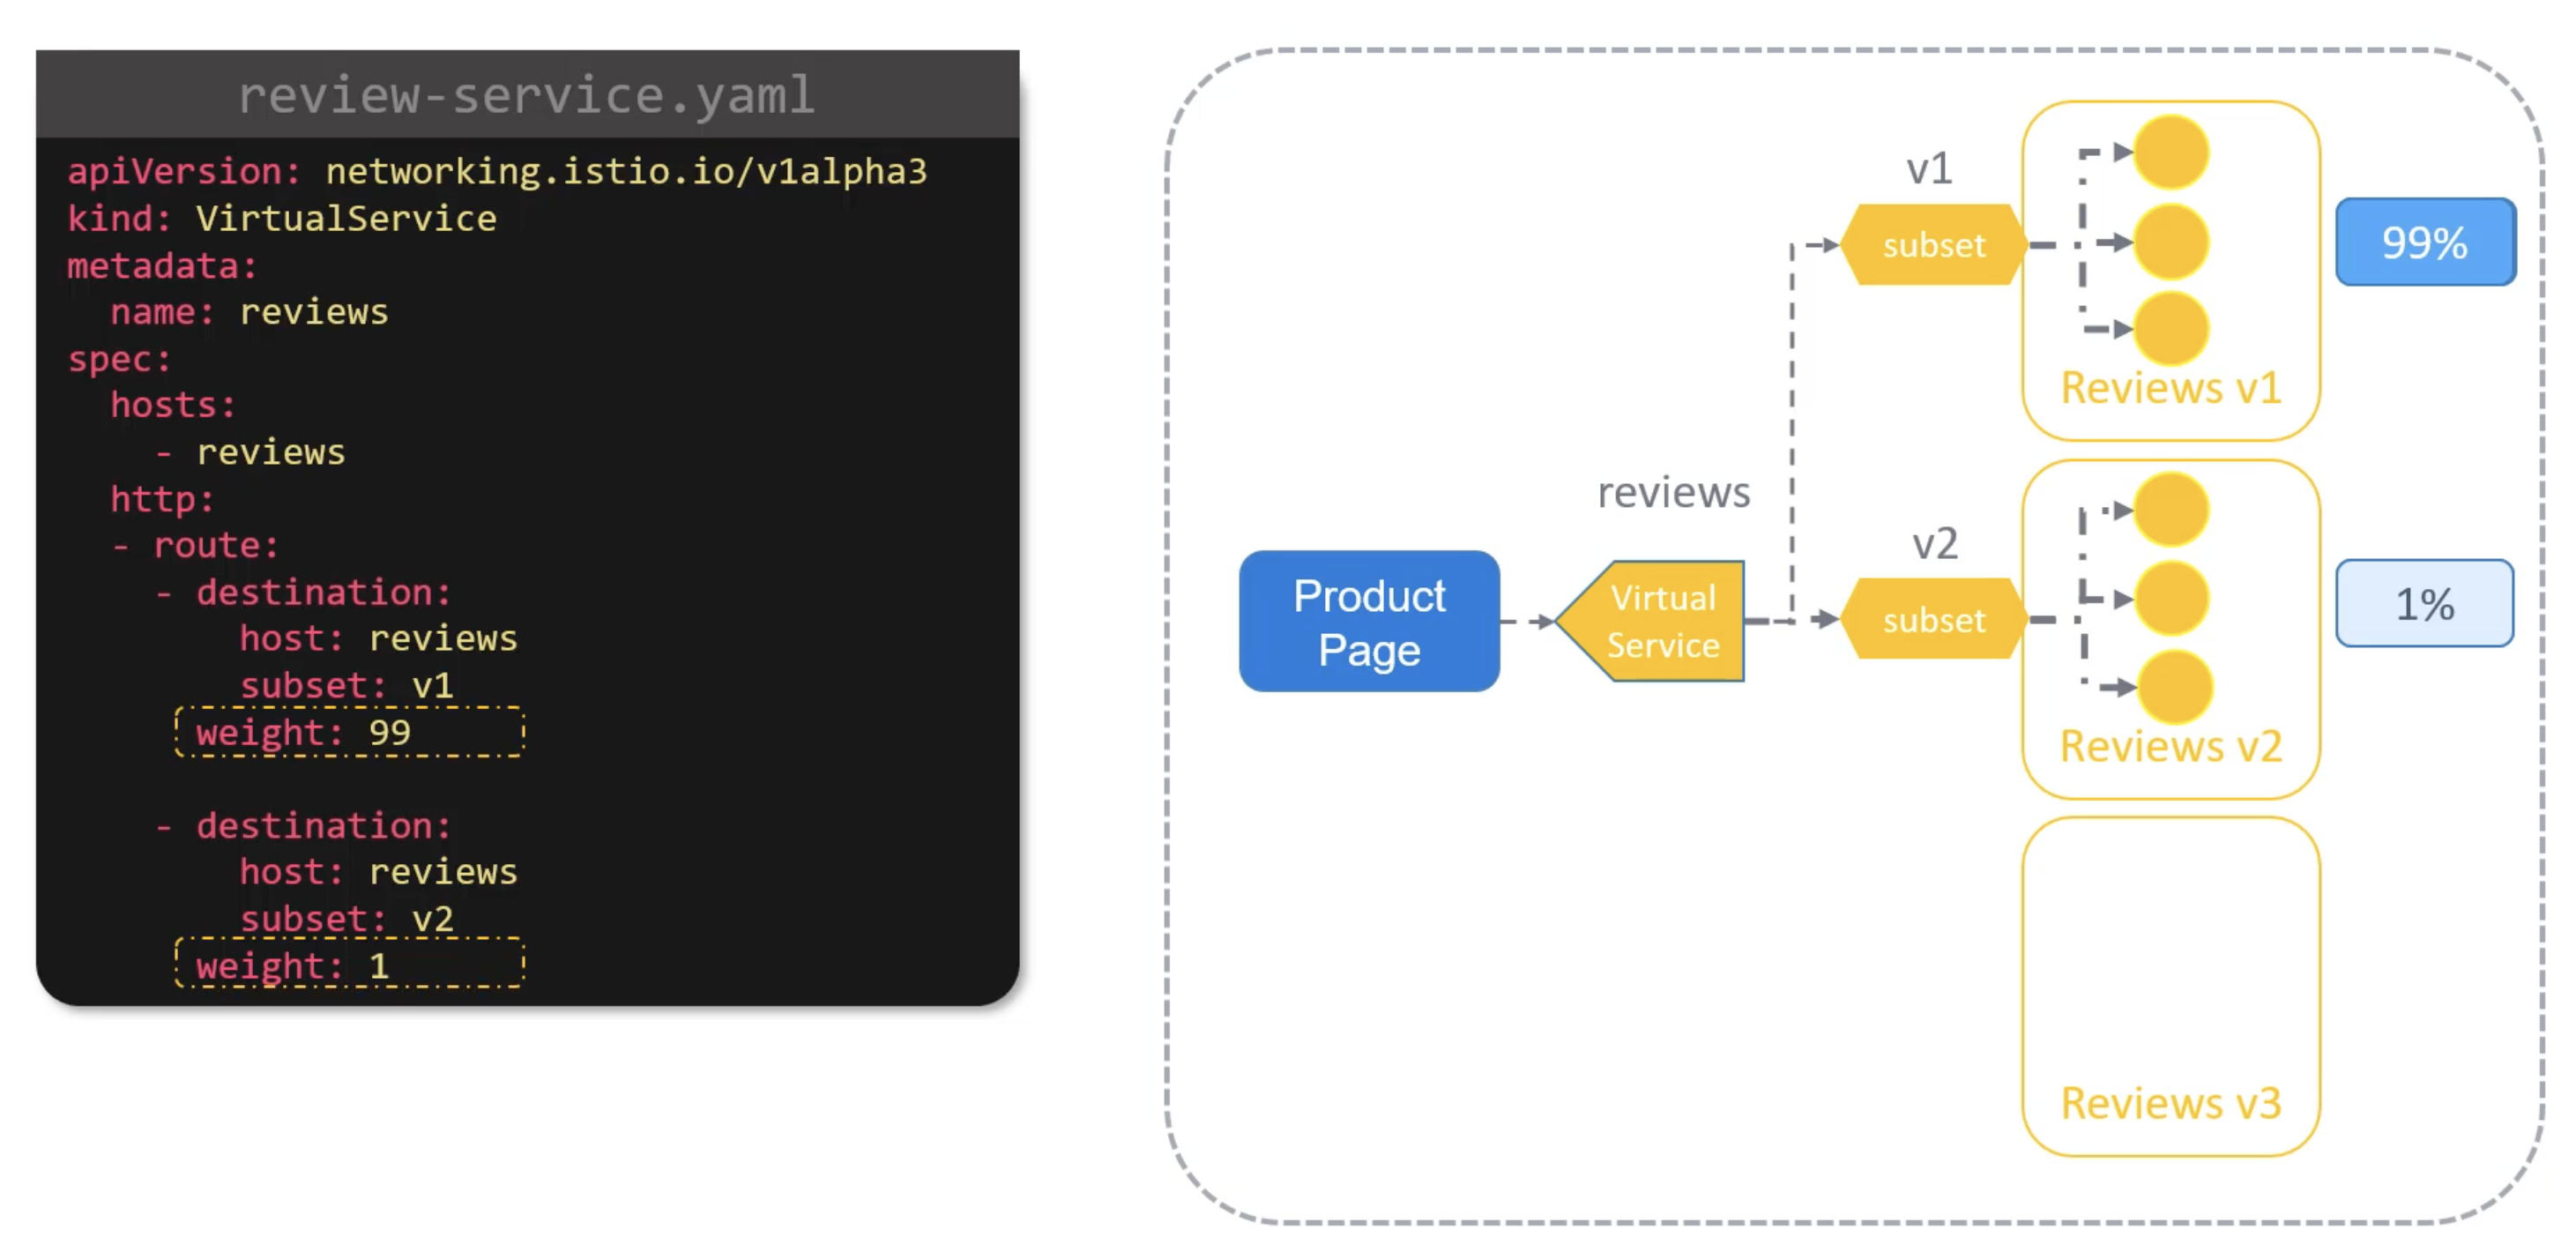 review-service.yaml
apiVersion: networking.istio.io/v1alpha3
kind: VirtualService
metadata:
  name: reviews
spec:
  hosts:
    - reviews
  http:
  - route:
    - destination:
        host: reviews
        subset: v1
      weight: 99
    - destination:
        host: reviews
        subset: v2
      weight: 1
Product
Page
reviews
Virtual
Service
v1
subset
Reviews v1
99%
v2
subset
Reviews v2
1%
Reviews v3